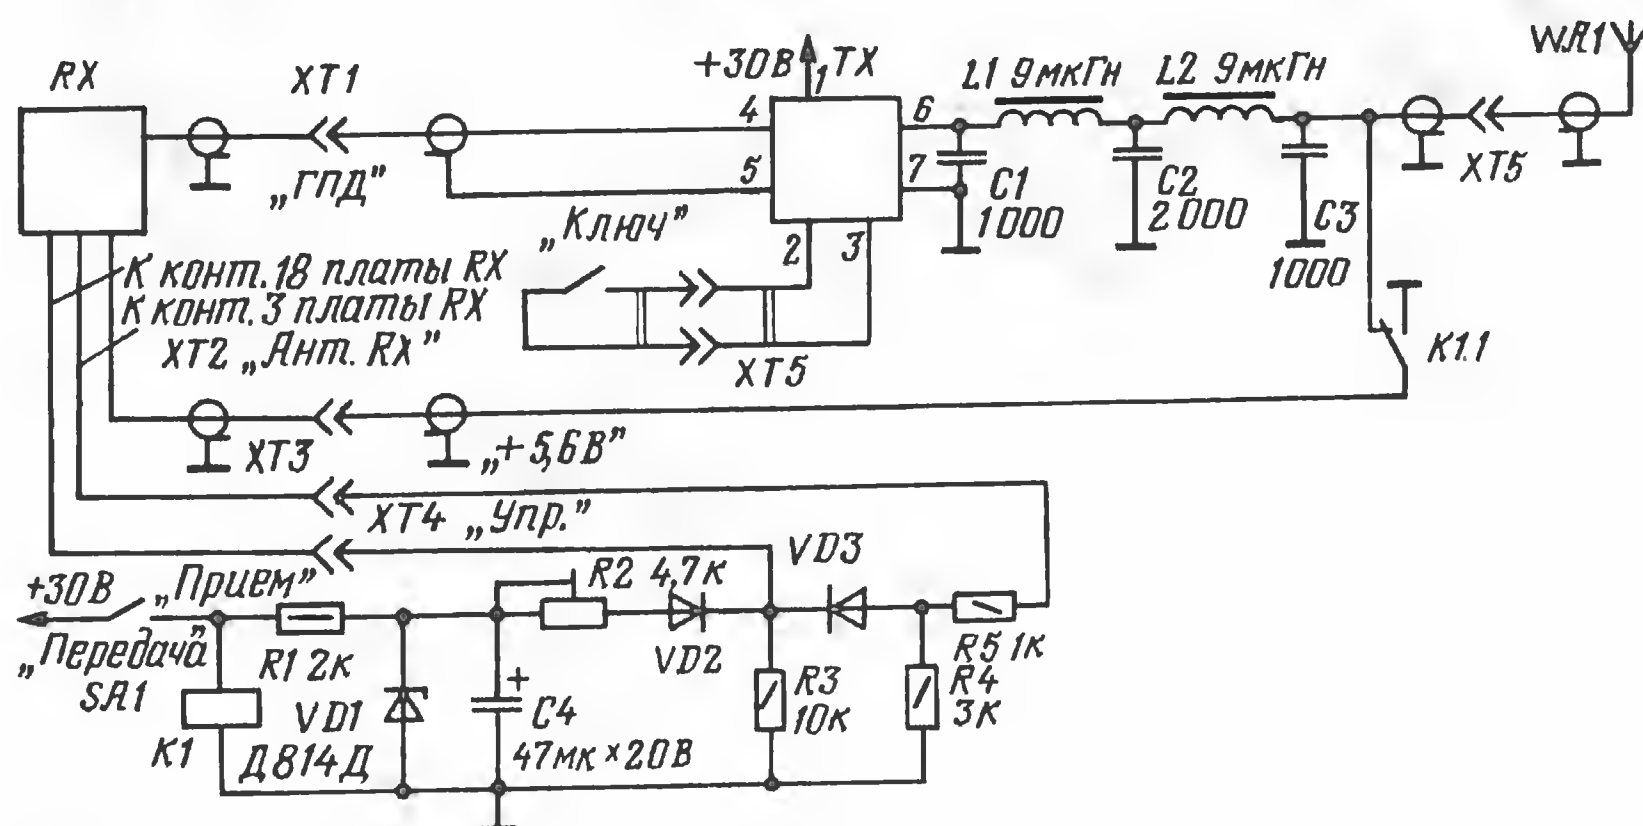 RX
XT1
„ГПД"
+30В
1
TX
4
5
6
7
2
3
L1 9мкГн
L2 9мкГн
WA1
XT5
C1
1000
C2
2000
C3
1000
K1.1
„Ключ"
XT5
К конт. 18 платы RX
К конт. 3 платы RX
XT2 „Ант. RX"
XT3
„+5,6В"
XT4 „Упр."
+30В
„Прием"
„Передача"
SA1
K1
R1 2к
VD1
Д814Д
C4
47мк×20В
R2 4,7к
VD2
VD3
R3
10к
R5 1к
R4
3к